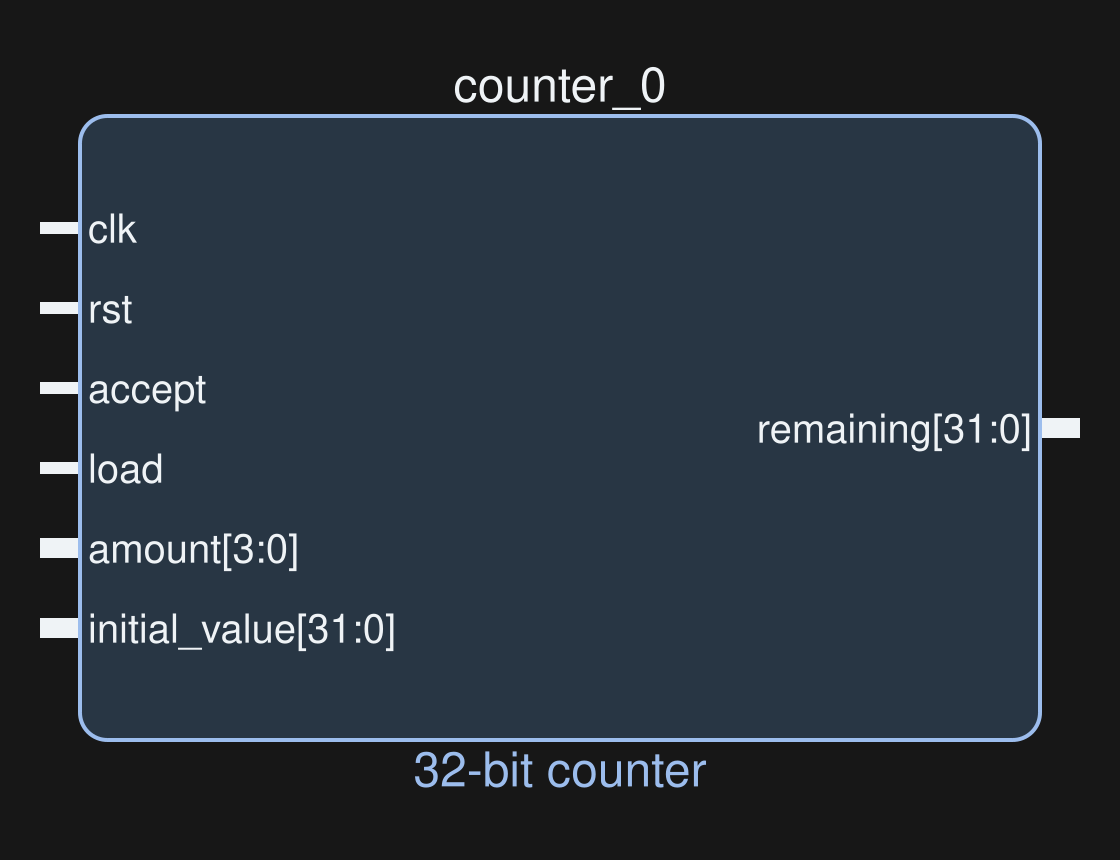 counter_0
clk
rst
accept
load
amount[3:0]
initial_value[31:0]
remaining[31:0]
32-bit counter